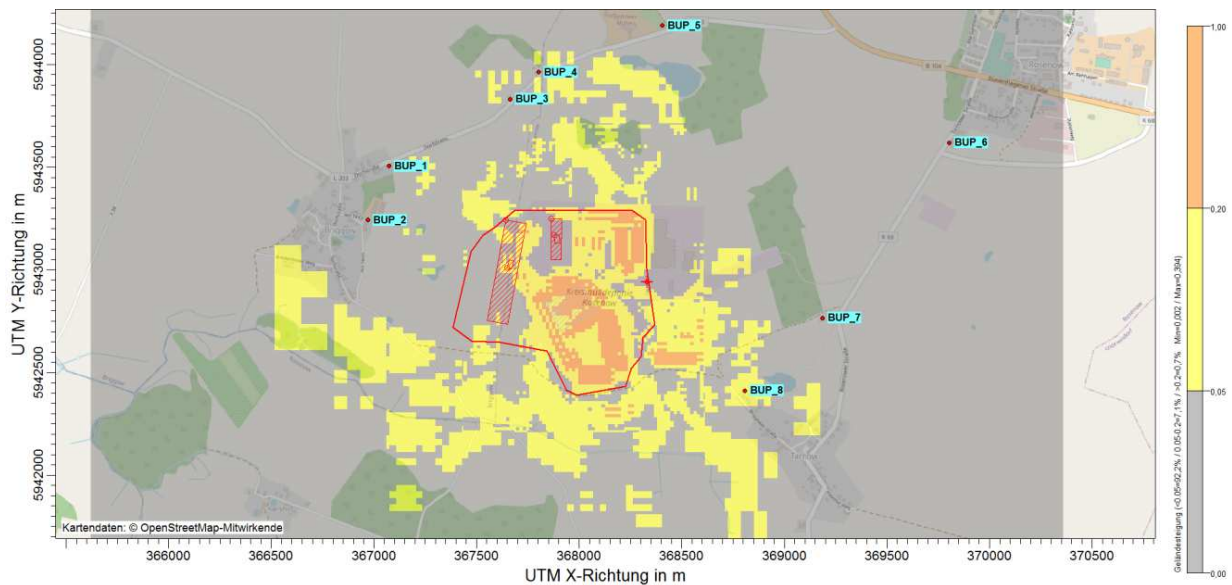 BUP_5
BUP_4
BUP_3
BUP_1
BUP_2
BUP_6
BUP_7
BUP_8
UTM Y-Richtung in m
5944000
5943500
5943000
5942500
5942000
Kartendaten: © OpenStreetMap-Mitwirkende
366000 366500 367000 367500 368000 368500 369000 369500 370000 370500
UTM X-Richtung in m
1,00
0,20
0,05
0,00
Geländesteigung (<0.05=92,2% / 0.05-0.2=7,1% / >0.2=0,7% Min=0,002 / Max=0,394)